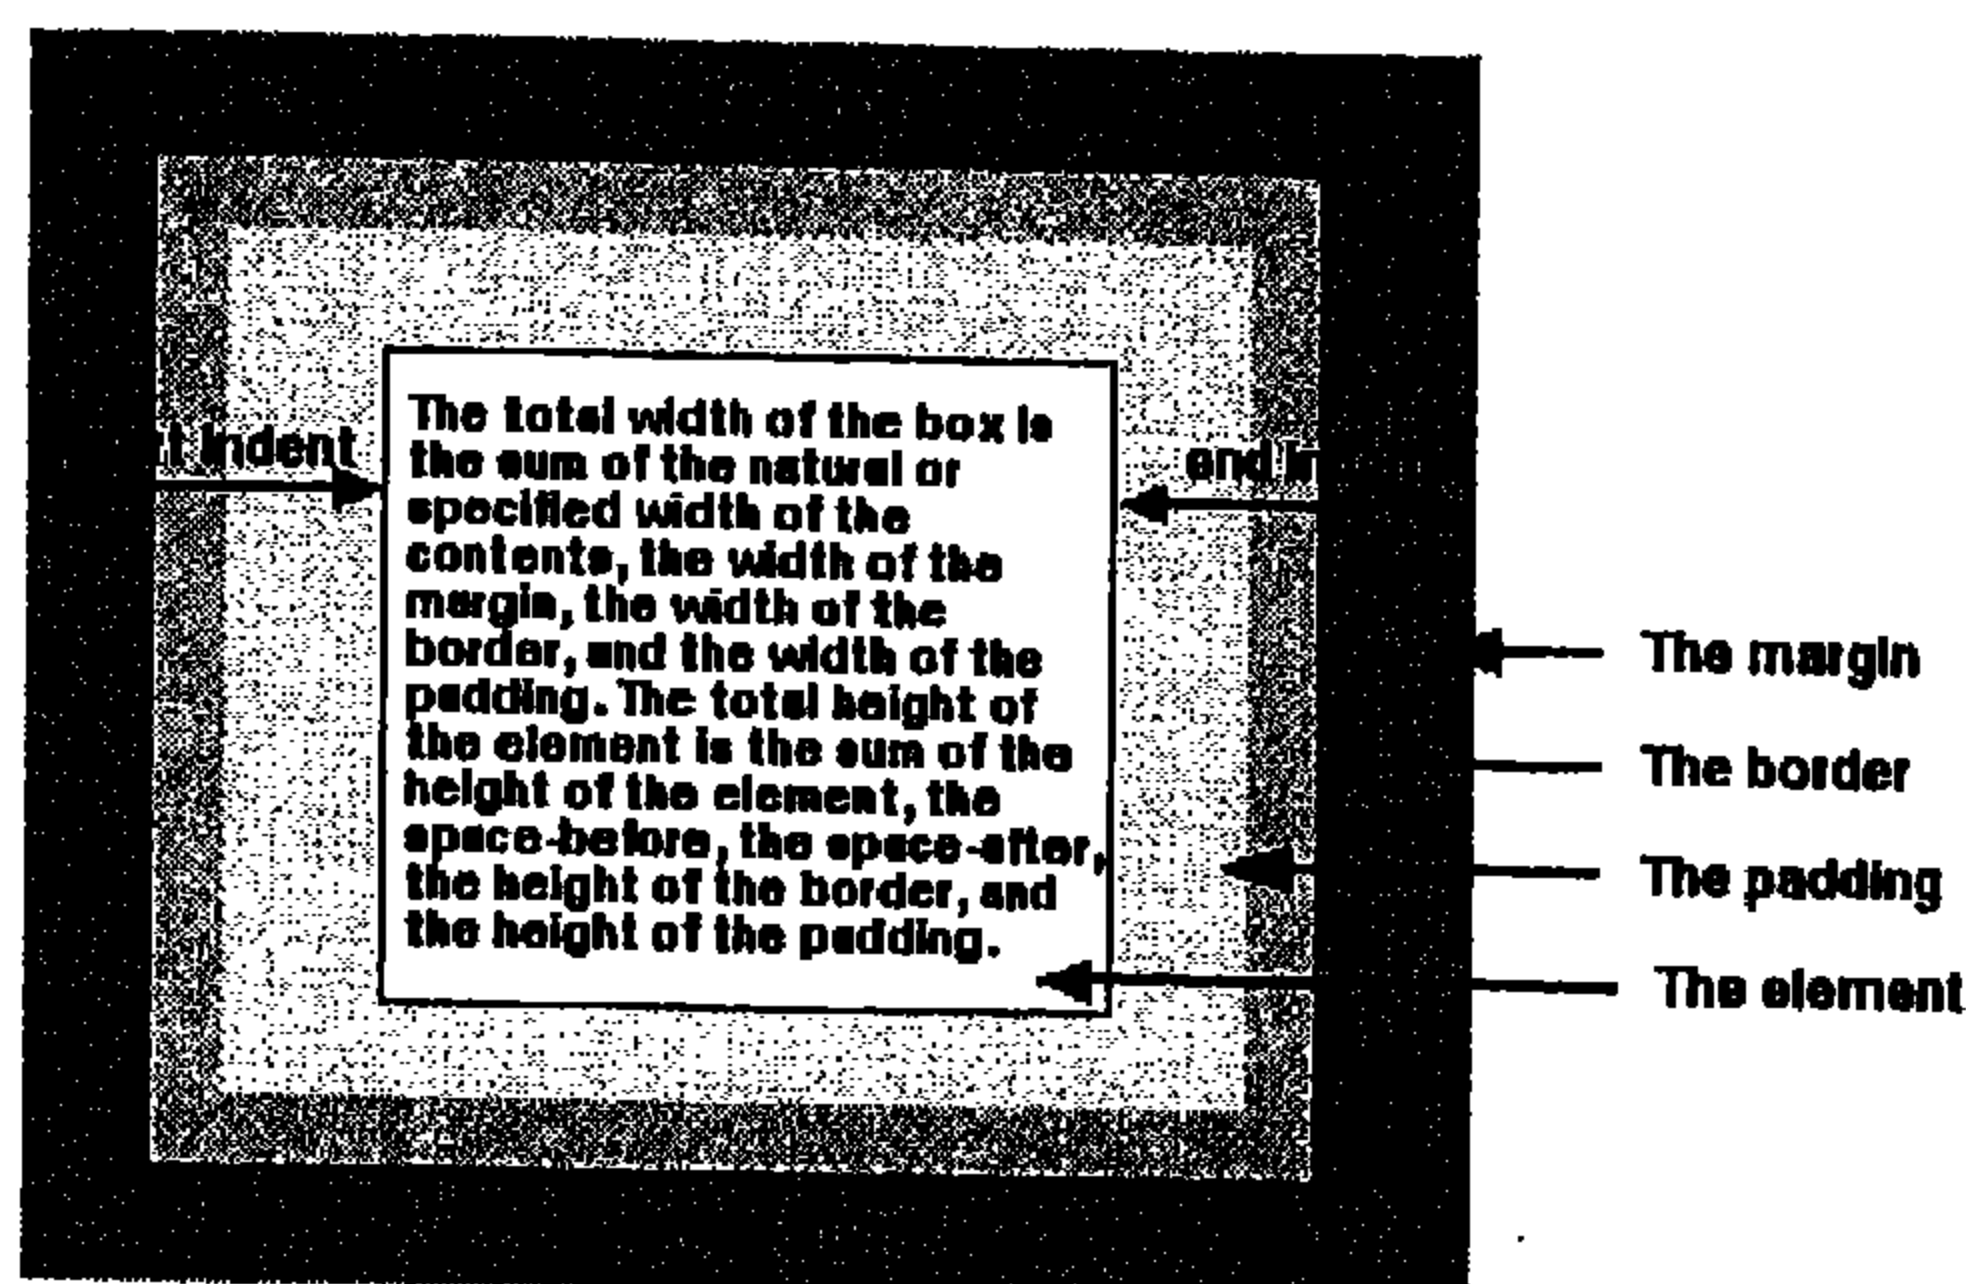 The total width of the box is
the sum of the natural or
specified width of the
contents, the width of the
margin, the width of the
border, and the width of the
padding. The total height of
the element is the sum of the
height of the element, the
space-before, the space-after,
the height of the border, and
the height of the padding.
t indent
end in
The margin
The border
The padding
The element